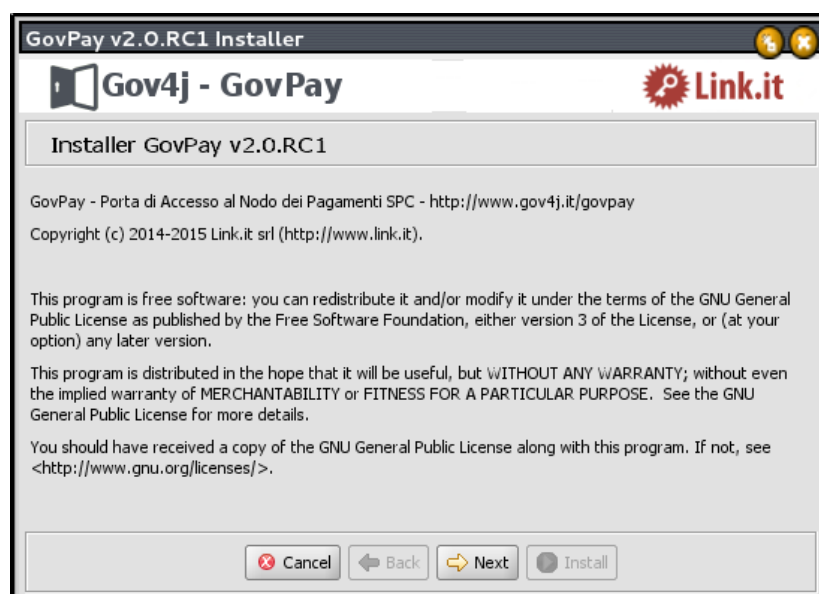 GovPay v2.0.RC1 Installer
Gov4j - GovPay
Link.it
Installer GovPay v2.0.RC1
GovPay - Porta di Accesso al Nodo dei Pagamenti SPC - http://www.gov4j.it/govpay
Copyright (c) 2014-2015 Link.it srl (http://www.link.it).
This program is free software: you can redistribute it and/or modify it under the terms of the GNU General
Public License as published by the Free Software Foundation, either version 3 of the License, or (at your
option) any later version.
This program is distributed in the hope that it will be useful, but WITHOUT ANY WARRANTY; without even
the implied warranty of MERCHANTABILITY or FITNESS FOR A PARTICULAR PURPOSE.  See the GNU
General Public License for more details.
You should have received a copy of the GNU General Public License along with this program. If not, see
<http://www.gnu.org/licenses/>.
Cancel Back Next Install